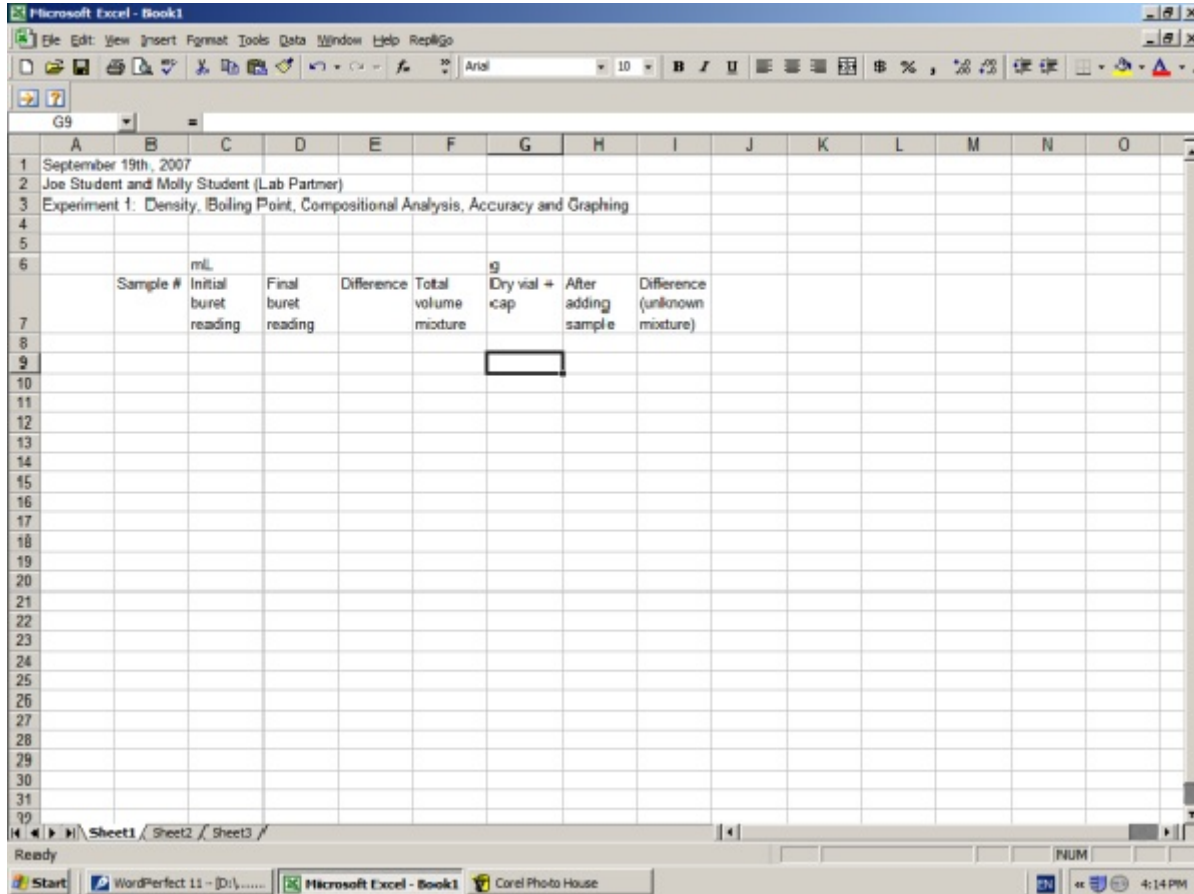 Microsoft Excel - Book1
File Edit View Insert Format Tools Data Window Help RepliGo
Arial 10 B I U $ % ,
G9 =
A B C D E F G H I J K L M N O
1 September 19th, 2007
2 Joe Student and Molly Student (Lab Partner)
3 Experiment 1: Density, Boiling Point, Compositional Analysis, Accuracy and Graphing
4
5
6 mL g
Sample # Initial Final Difference Total Dry vial + After Difference
buret buret volume cap adding (unknown
7 reading reading mixture sample mixture)
8
9
10
11
12
13
14
15
16
17
18
19
20
21
22
23
24
25
26
27
28
29
30
31
32
Sheet1 Sheet2 Sheet3
Ready NUM
Start WordPerfect 11 - [D:\....... Microsoft Excel - Book1 Corel Photo House EN « 4:14 PM